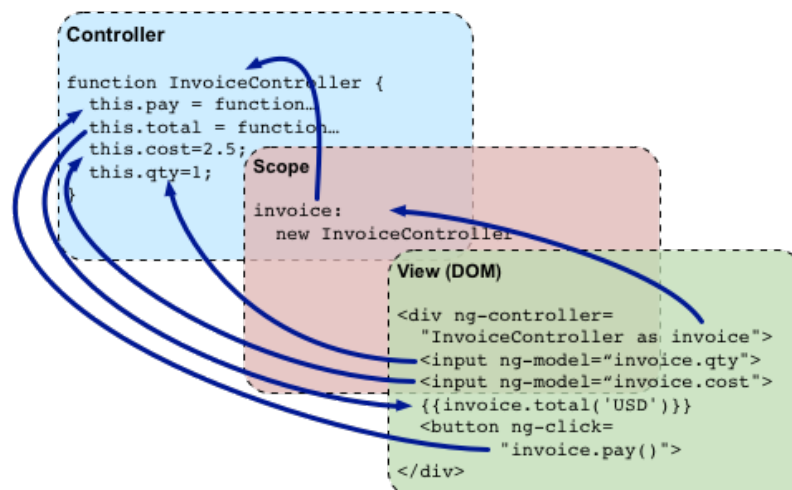 Controller
function InvoiceController {
this.pay = function…
this.total = function…
this.cost=2.5;
this.qty=1;
}
Scope
invoice:
new InvoiceController
View (DOM)
<div ng-controller=
"InvoiceController as invoice">
<input ng-model=“invoice.qty">
<input ng-model=“invoice.cost">
{{invoice.total('USD')}}
<button ng-click=
"invoice.pay()">
</div>